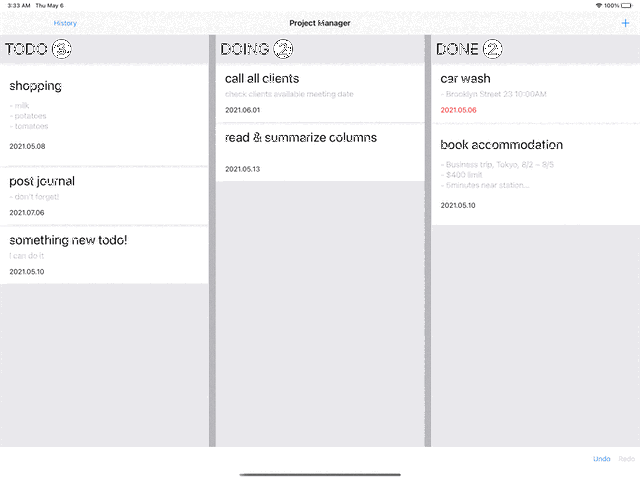 3:33 AM Thu May 6
100%
History
Project Manager
+
TODO 3
shopping
- milk
- potatoes
- tomatoes
2021.05.08
post journal
- don't forget!
2021.07.06
something new todo!
I can do it
2021.05.10
DOING 2
call all clients
check clients available meeting date
2021.06.01
read & summarize columns
2021.05.13
DONE 2
car wash
- Brooklyn Street 23 10:00AM
2021.05.06
book accommodation
- Business trip, Tokyo, 8/2 ~ 8/5
- $400 limit
- 5minutes near station...
2021.05.10
Undo
Redo